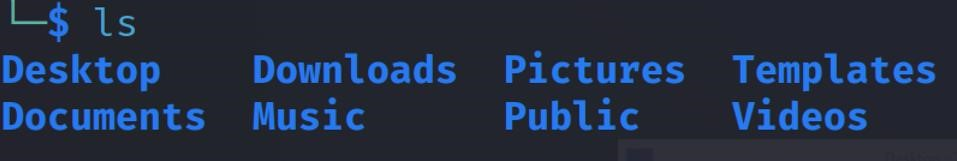 └─$ ls
Desktop Downloads Pictures Templates
Documents Music Public Videos